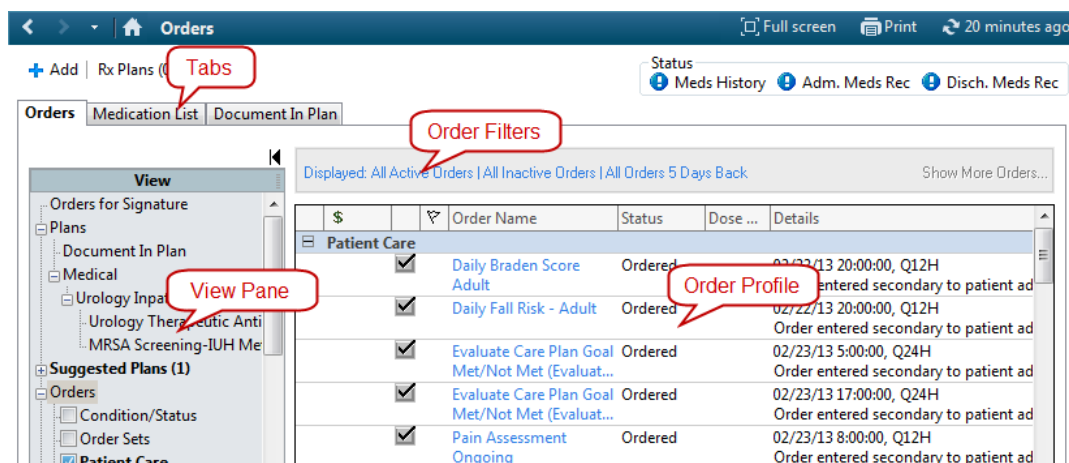 Orders
Full screen
Print
20 minutes ago
Add | Rx Plans (
Tabs
Status
Meds History
Adm. Meds Rec
Disch. Meds Rec
Orders
Medication List
Document In Plan
Order Filters
Displayed: All Active Orders | All Inactive Orders | All Orders 5 Days Back
Show More Orders...
View
Orders for Signature
Plans
Document In Plan
Medical
Urology Inpa
Urology Therapeutic Anti
MRSA Screening-IUH Me
Suggested Plans (1)
Orders
Condition/Status
Order Sets
Patient Care
View Pane
$
Order Name
Status
Dose ...
Details
Patient Care
Daily Braden Score
Adult
Ordered
02/22/13 20:00:00, Q12H
entered secondary to patient ad
Order Profile
Daily Fall Risk - Adult
Ordered
02/22/13 20:00:00, Q12H
Order entered secondary to patient ad
Evaluate Care Plan Goal
Met/Not Met (Evaluat...
Ordered
02/23/13 5:00:00, Q24H
Order entered secondary to patient ad
Evaluate Care Plan Goal
Met/Not Met (Evaluat...
Ordered
02/23/13 17:00:00, Q24H
Order entered secondary to patient ad
Pain Assessment
Ongoing
Ordered
02/23/13 8:00:00, Q12H
Order entered secondary to patient ad